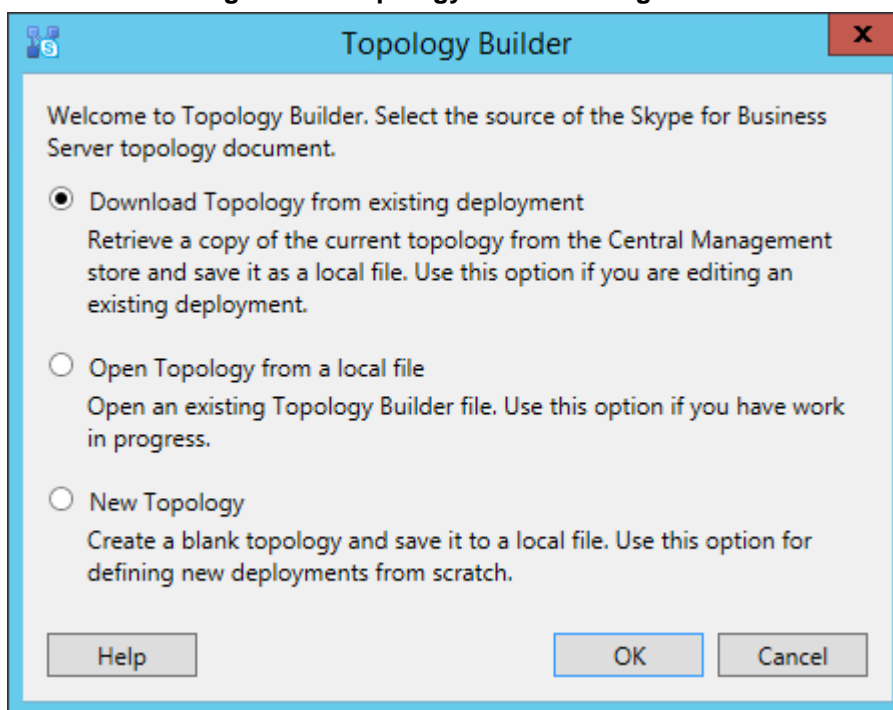 Topology Builder
x
Welcome to Topology Builder. Select the source of the Skype for Business
Server topology document.
Download Topology from existing deployment
Retrieve a copy of the current topology from the Central Management
store and save it as a local file. Use this option if you are editing an
existing deployment.
Open Topology from a local file
Open an existing Topology Builder file. Use this option if you have work
in progress.
New Topology
Create a blank topology and save it to a local file. Use this option for
defining new deployments from scratch.
Help
OK
Cancel